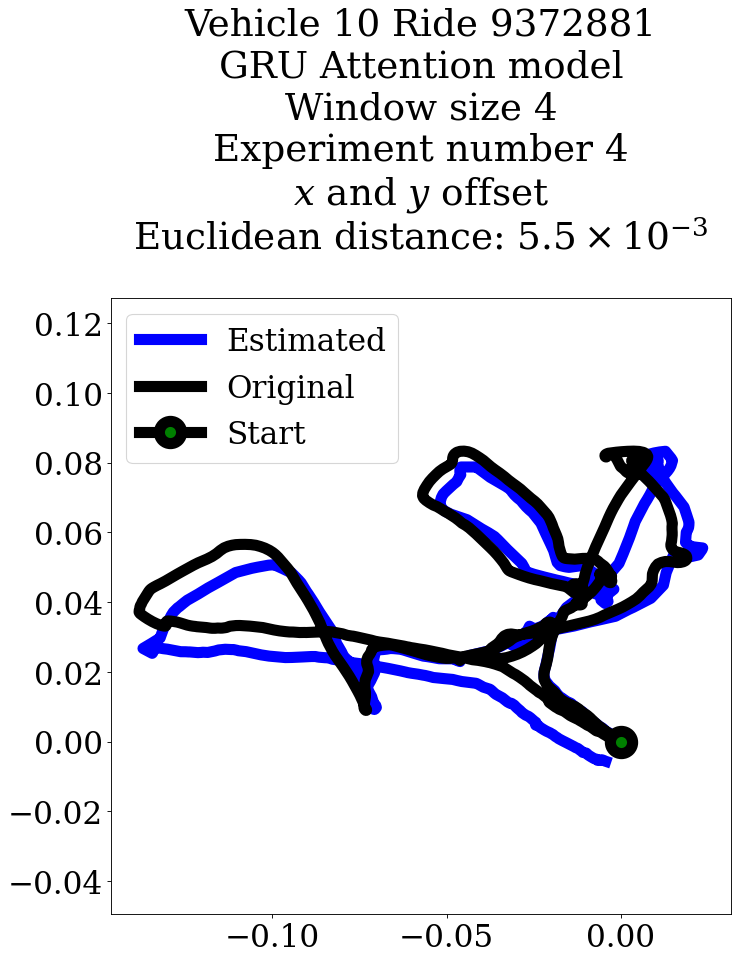 Vehicle 10 Ride 9372881
GRU Attention model
Window size 4
Experiment number 4
x and y offset
Euclidean distance: 5.5 × 10⁻³
Estimated
Original
Start
0.12
0.10
0.08
0.06
0.04
0.02
0.00
−0.02
−0.04
−0.10 −0.05 0.00